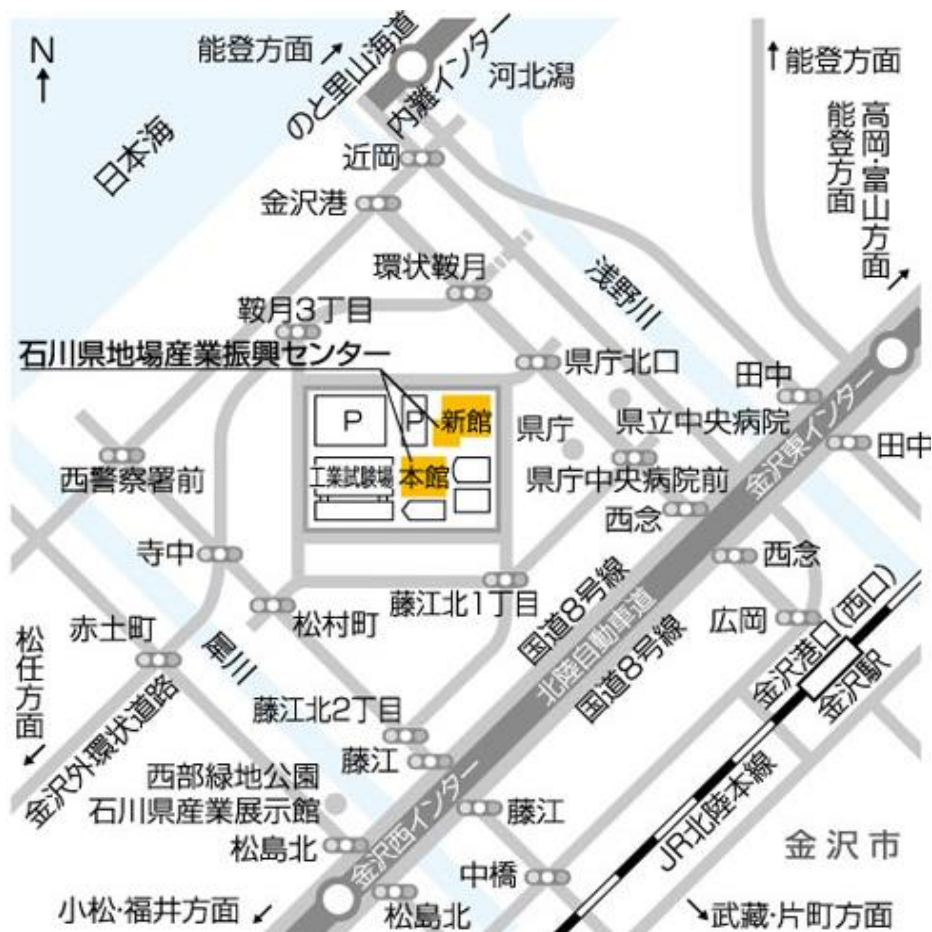 N
能登方面
のと里山海道
内灘インター
河北潟
能登方面
高岡・富山方面
能登方面
日本海
近岡
金沢港
環状鞍月
浅野川
鞍月3丁目
石川県地場産業振興センター
県庁北口
田中
県立中央病院
金沢東インター
田中
P
P
新館
県庁
西警察署前
工業試験場
本館
県庁中央病院前
西念
寺中
西念
藤江北1丁目
国道8号線
北陸自動車道
国道8号線
広岡
金沢港口(西口)
金沢駅
松村町
赤土町
松任方面
犀川
金沢外環状道路
藤江北2丁目
藤江
西部緑地公園
石川県産業展示館
金沢西インター
藤江
JR北陸本線
松島北
中橋
金沢市
小松・福井方面
松島北
武蔵・片町方面